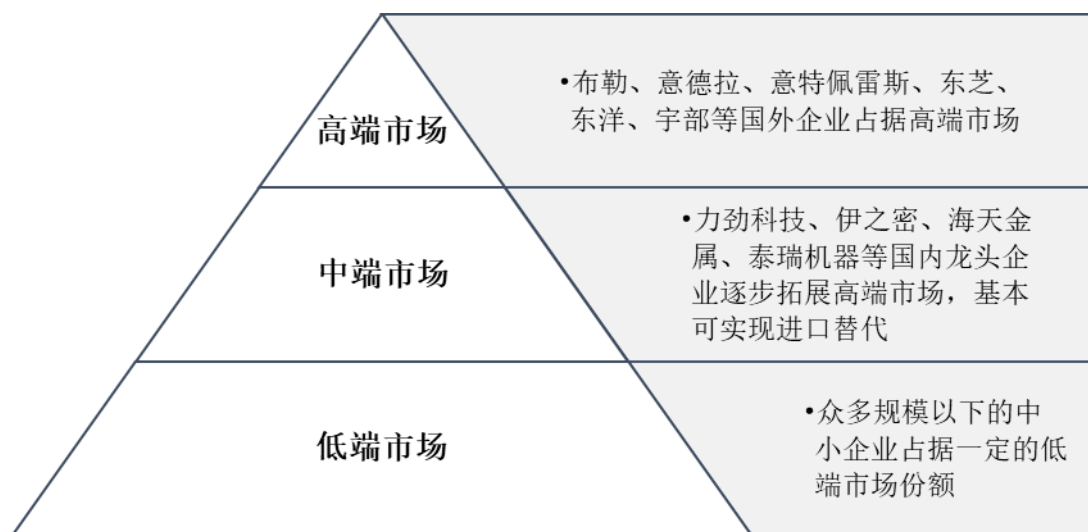 高端市场
•布勒、意德拉、意特佩雷斯、东芝、
东洋、宇部等国外企业占据高端市场
中端市场
•力劲科技、伊之密、海天金
属、泰瑞机器等国内龙头企
业逐步拓展高端市场，基本
可实现进口替代
低端市场
•众多规模以下的中
小企业占据一定的低
端市场份额